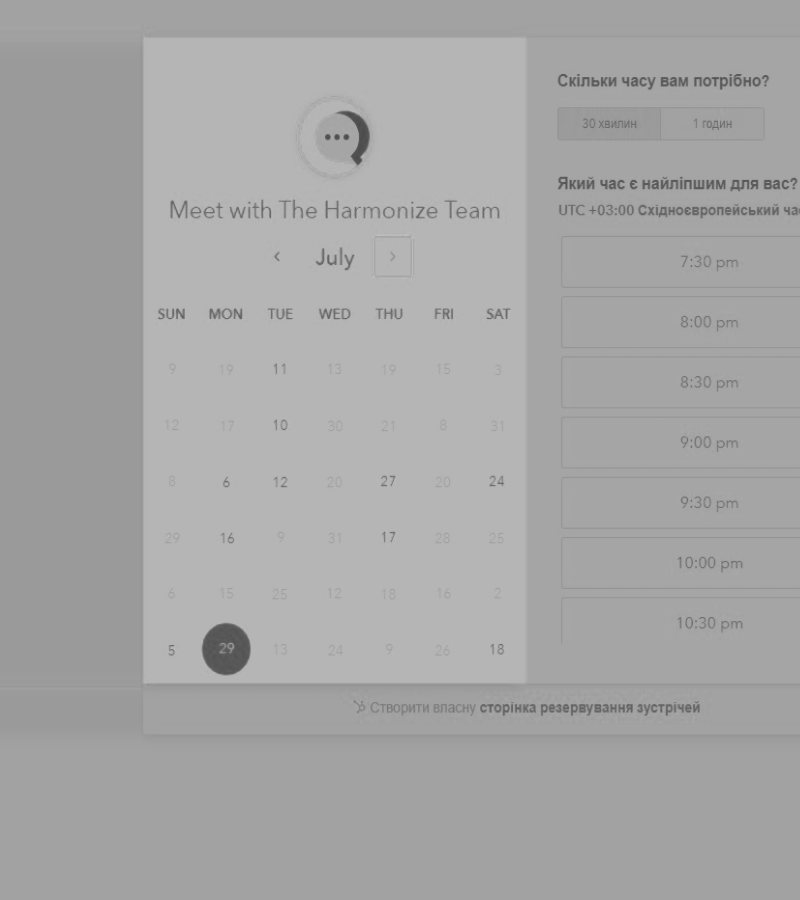 Meet with The Harmonize Team
July
SUN MON TUE WED THU FRI SAT
9 19 11 13 19 15 3
12 17 10 30 21 8 31
8 6 12 20 27 20 24
29 16 9 31 17 28 25
6 15 25 12 18 16 2
5 29 13 24 9 26 18
Скільки часу вам потрібно?
30 хвилин 1 годин
Який час є найліпшим для вас?
UTC +03:00 Східноєвропейський
7:30 pm
8:00 pm
8:30 pm
9:00 pm
9:30 pm
10:00 pm
10:30 pm
Створити власну сторінка резервування зустрічей